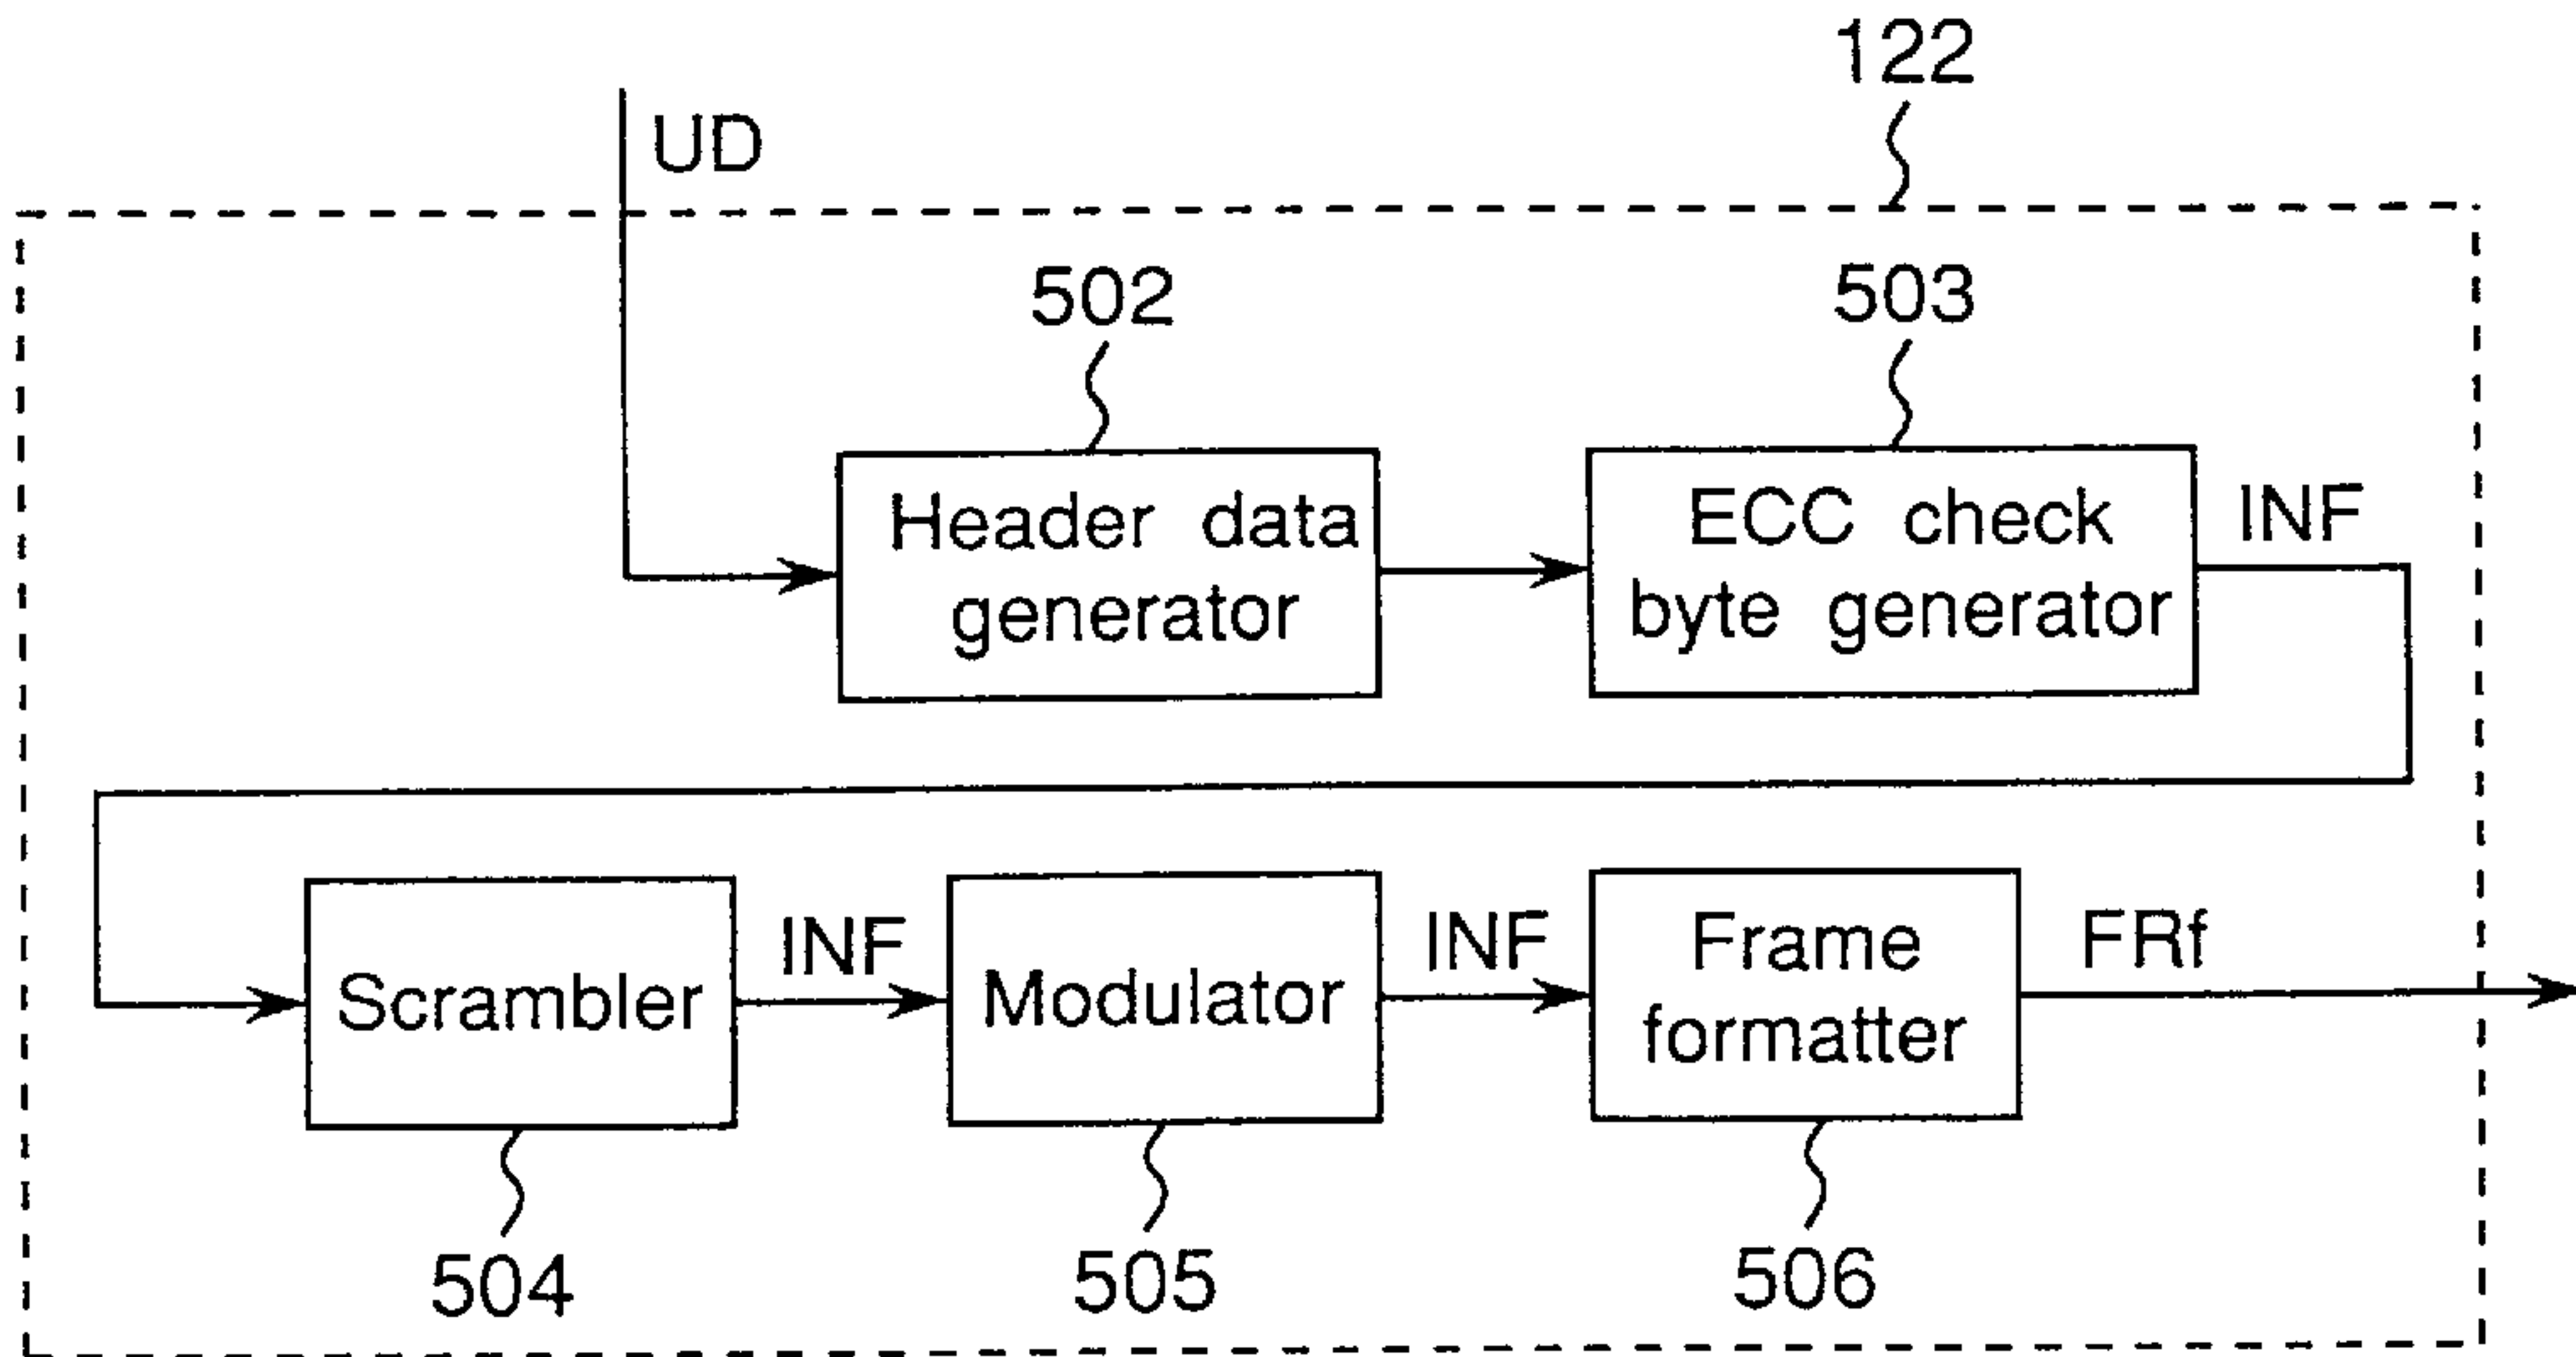 122
UD
502
503
Header data
generator
ECC check
byte generator
INF
Scrambler
INF
Modulator
INF
Frame
formatter
FRf
504
505
506